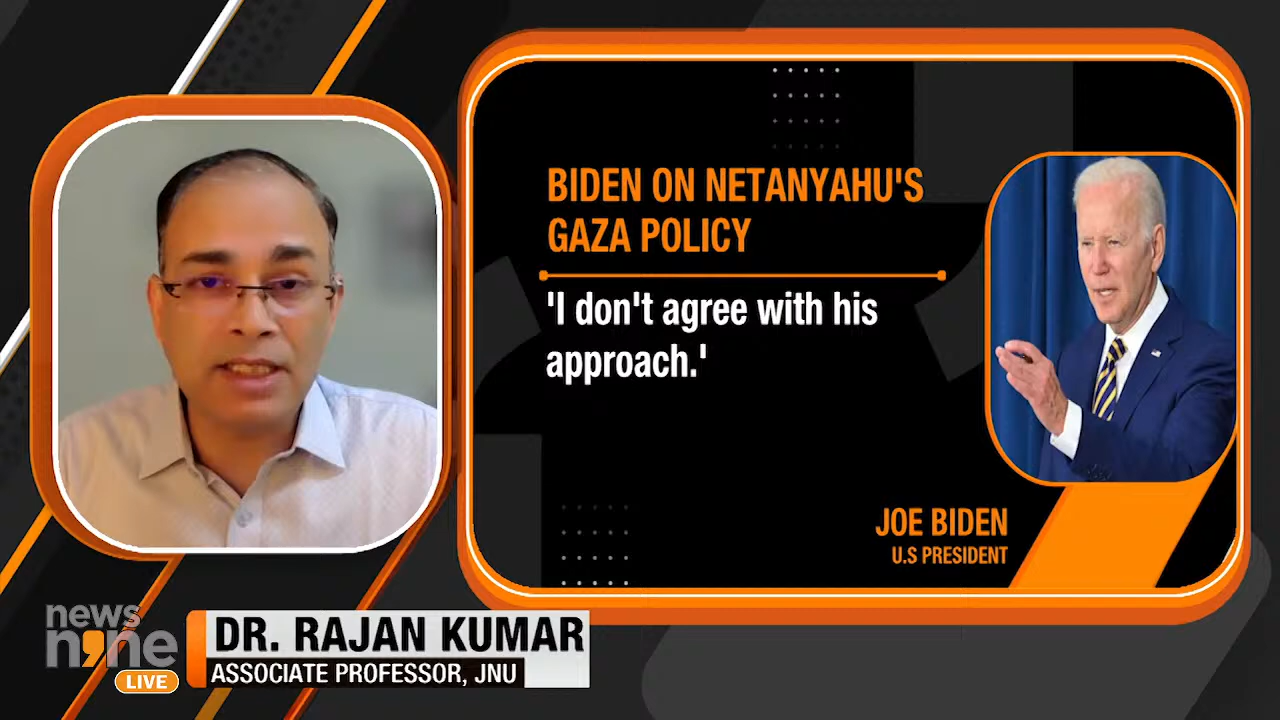 BIDEN ON NETANYAHU'S
GAZA POLICY
'I don't agree with his
approach.'
JOE BIDEN
U.S PRESIDENT
news
n9ne
LIVE
DR. RAJAN KUMAR
ASSOCIATE PROFESSOR, JNU